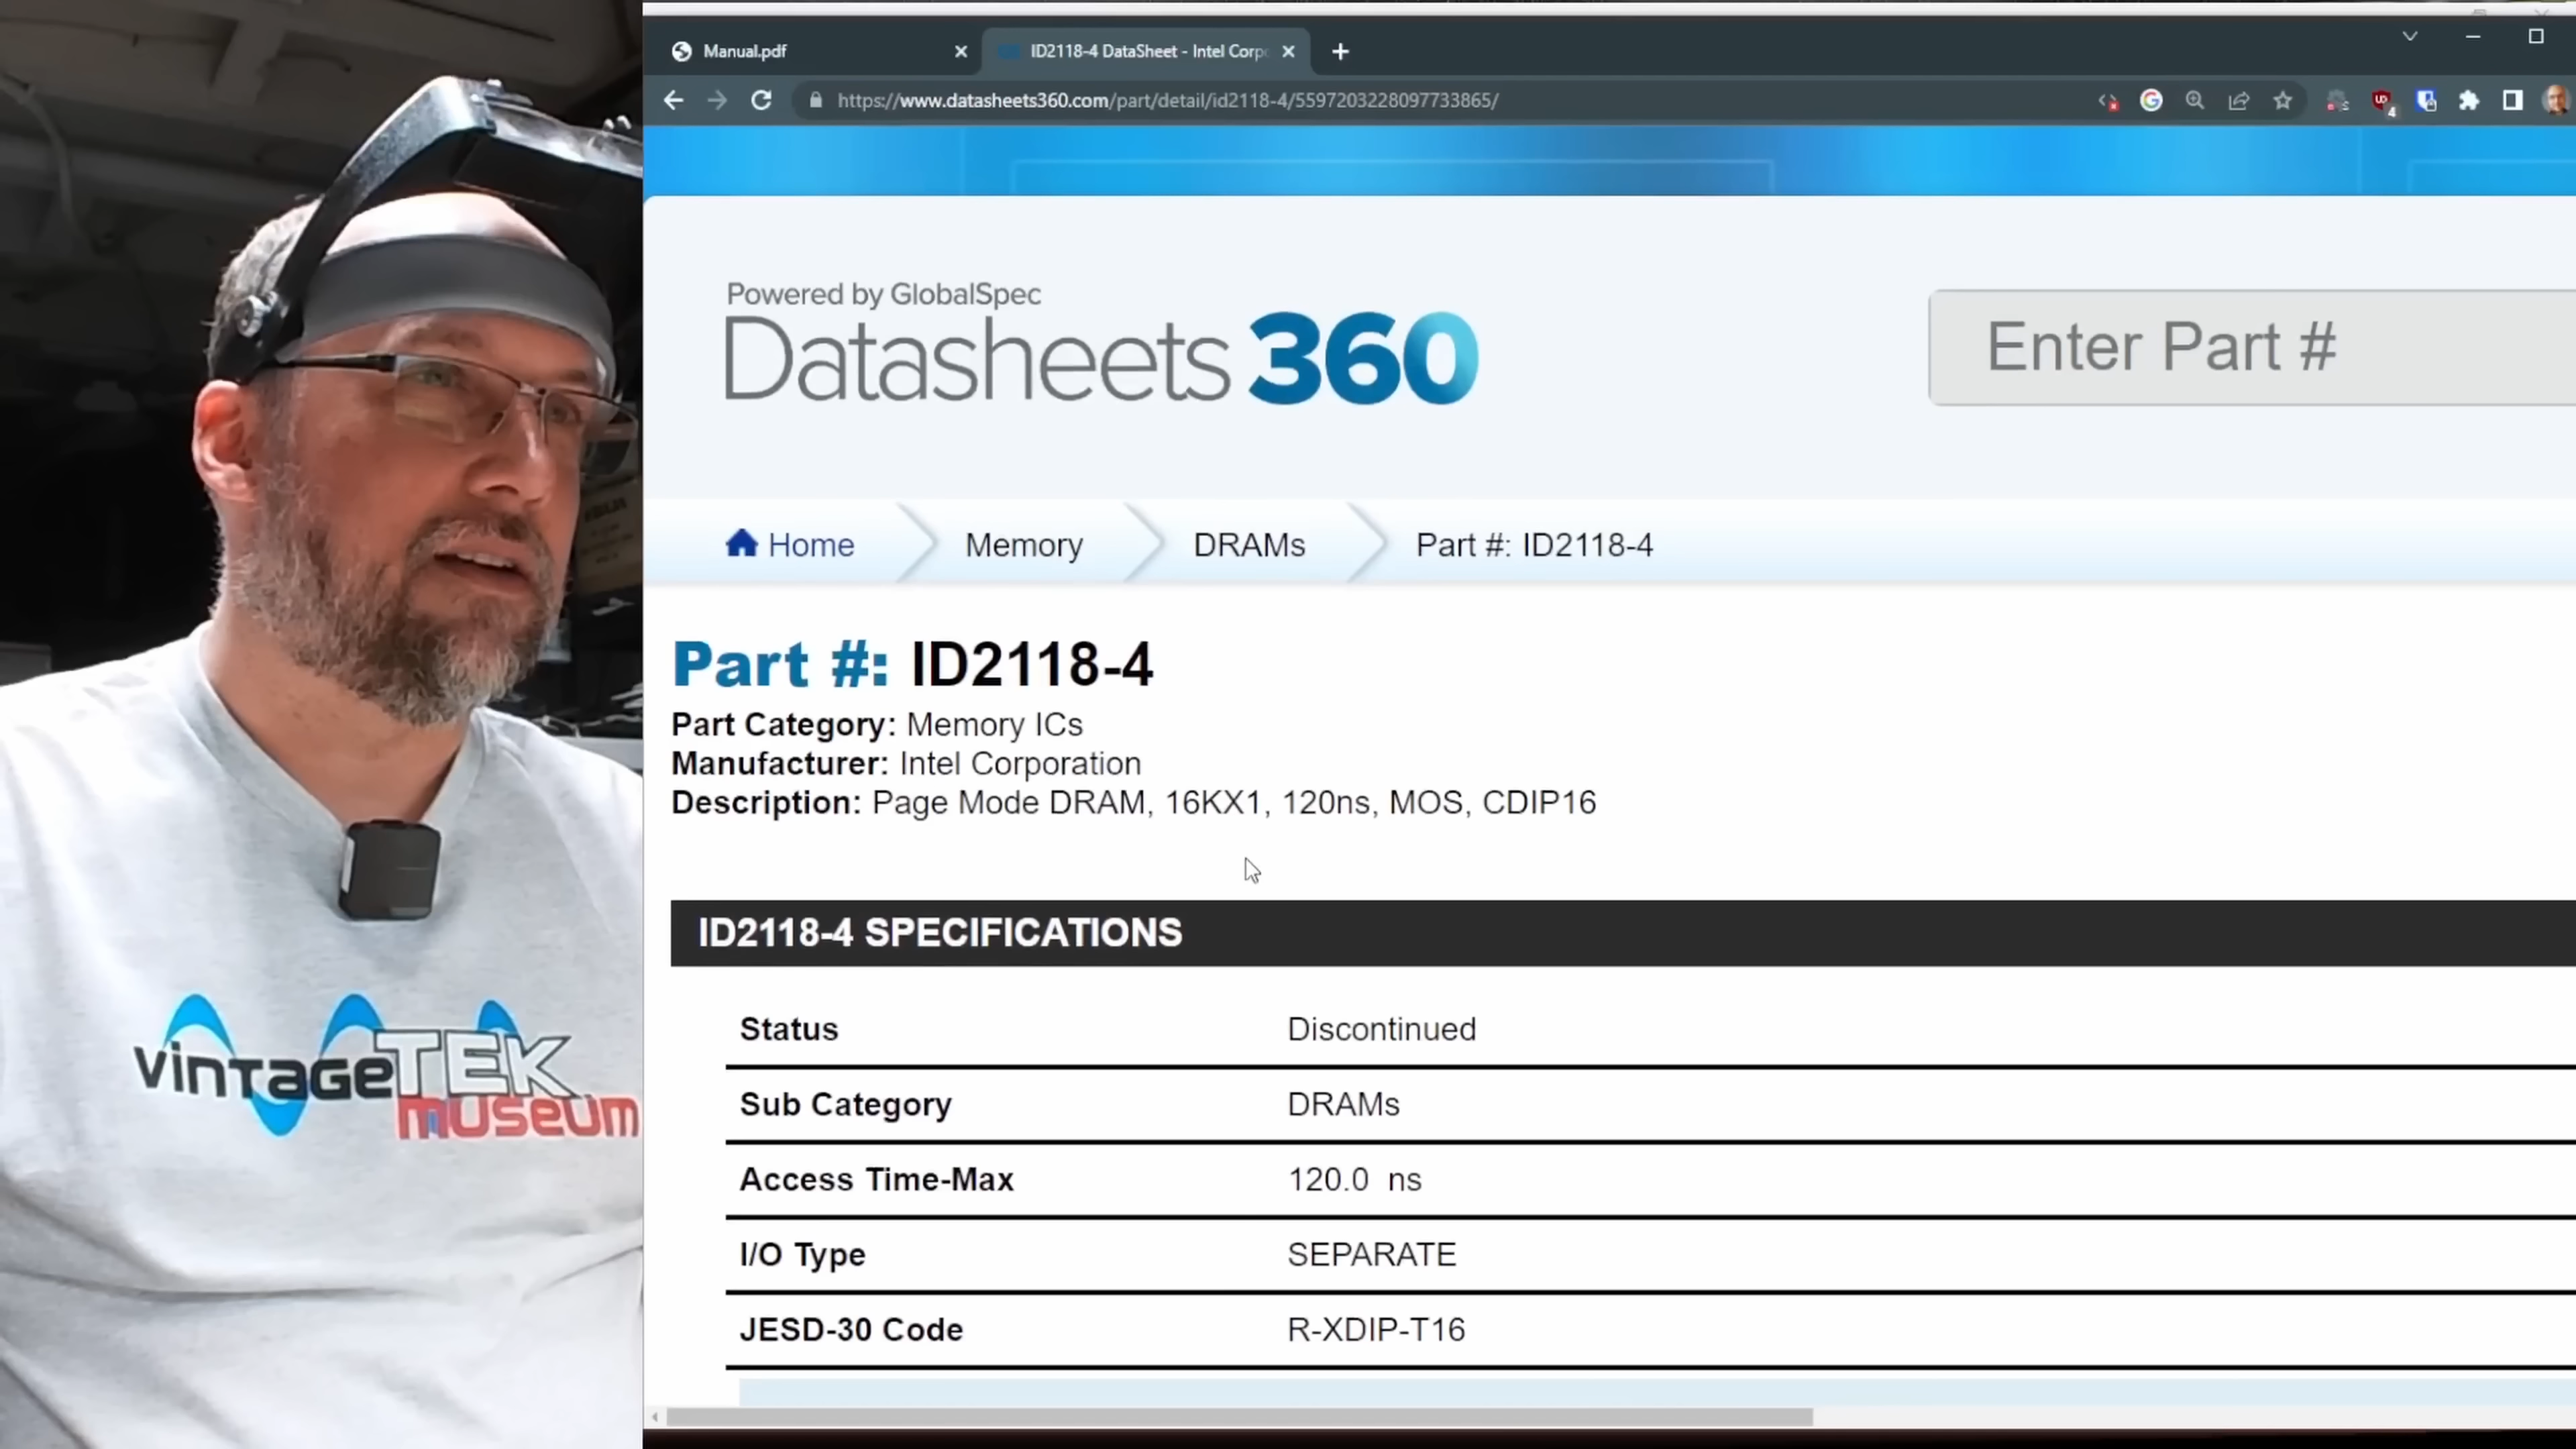 Manual.pdf
ID2118-4 DataSheet - Intel Corp
https://www.datasheets360.com/part/detail/id2118-4/5597203228097733865/
4
Powered by GlobalSpec
Datasheets 360
Enter Part #
Home
Memory
DRAMs
Part #: ID2118-4
Part #: ID2118-4
Part Category: Memory ICs
Manufacturer: Intel Corporation
Description: Page Mode DRAM, 16KX1, 120ns, MOS, CDIP16
ID2118-4 SPECIFICATIONS
Status Discontinued
Sub Category DRAMs
Access Time-Max 120.0 ns
I/O Type SEPARATE
JESD-30 Code R-XDIP-T16
vintageTEK
museum